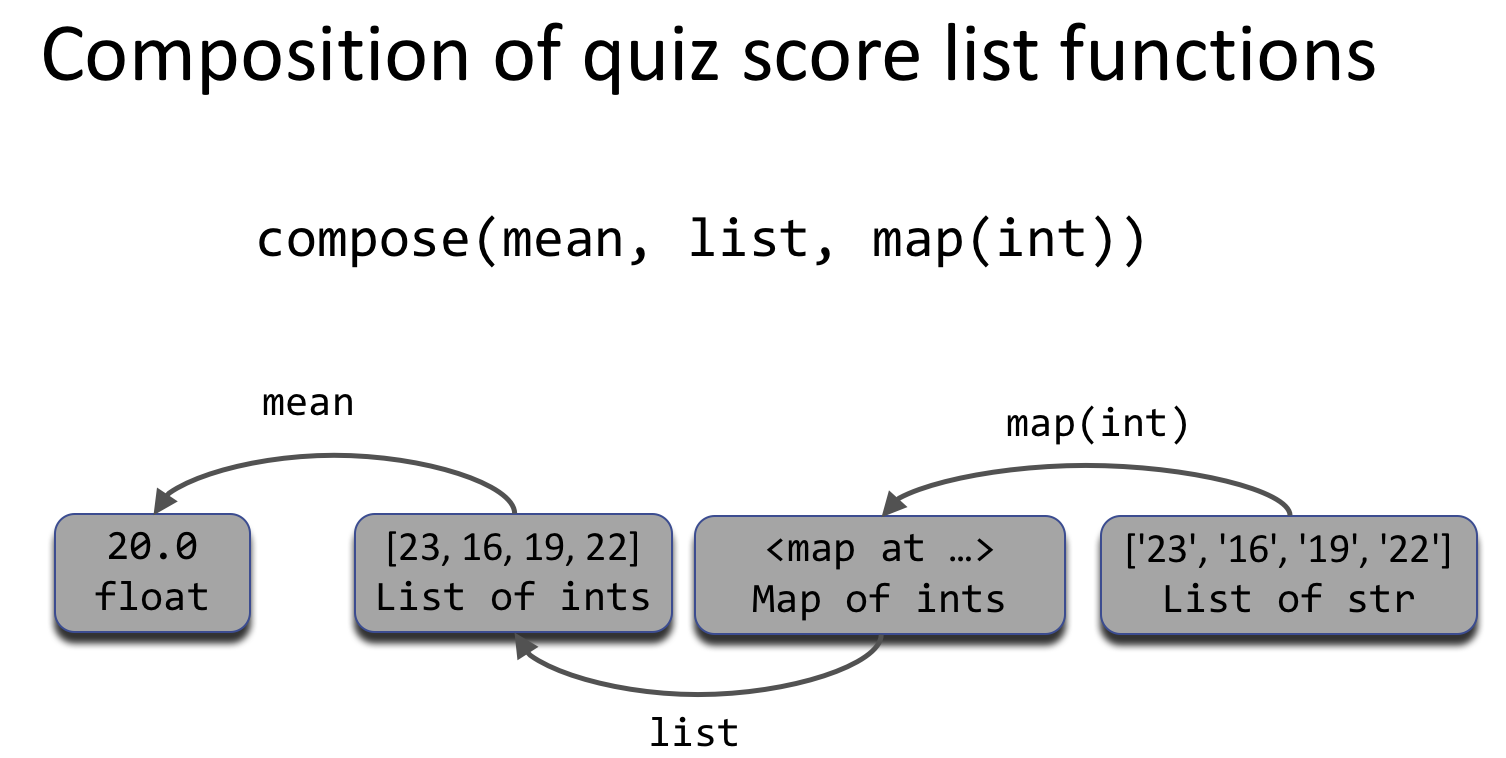 Composition of quiz score list functions
compose(mean, list, map(int))
mean
map(int)
20.0
float
[23, 16, 19, 22]
List of ints
<map at …>
Map of ints
['23', '16', '19', '22']
List of str
list